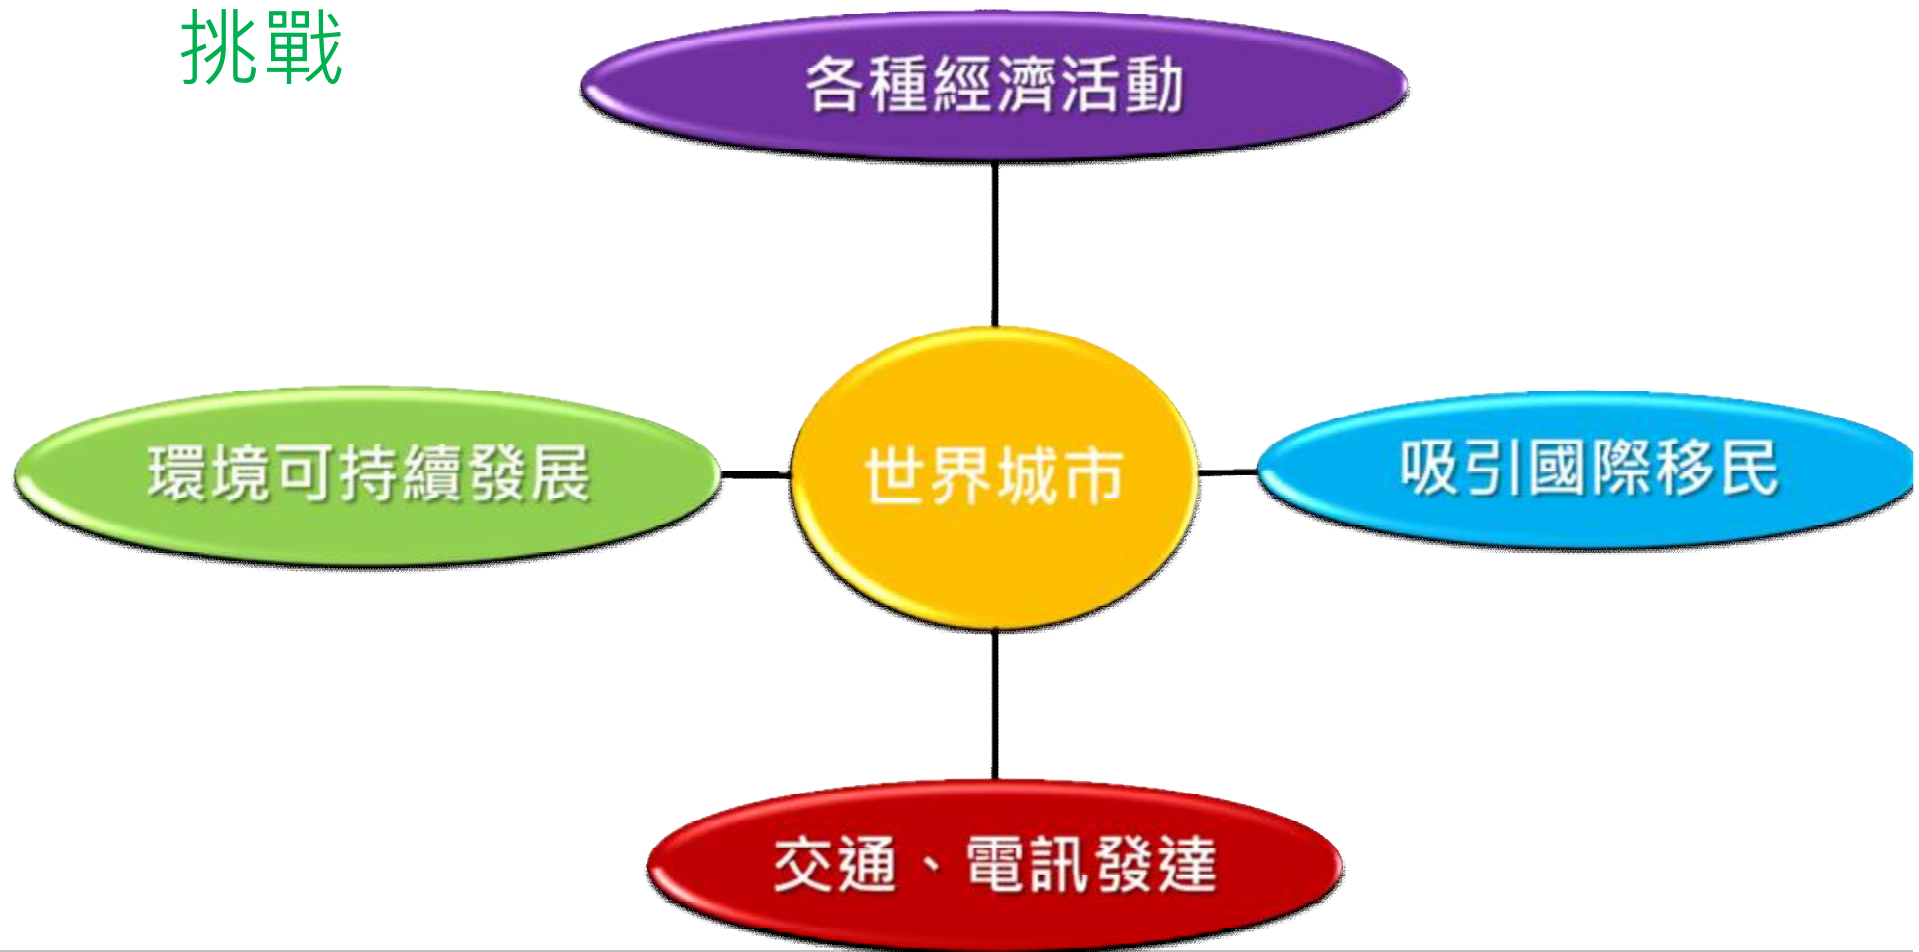 挑戰
各種經濟活動
環境可持續發展
世界城市
吸引國際移民
交通、電訊發達